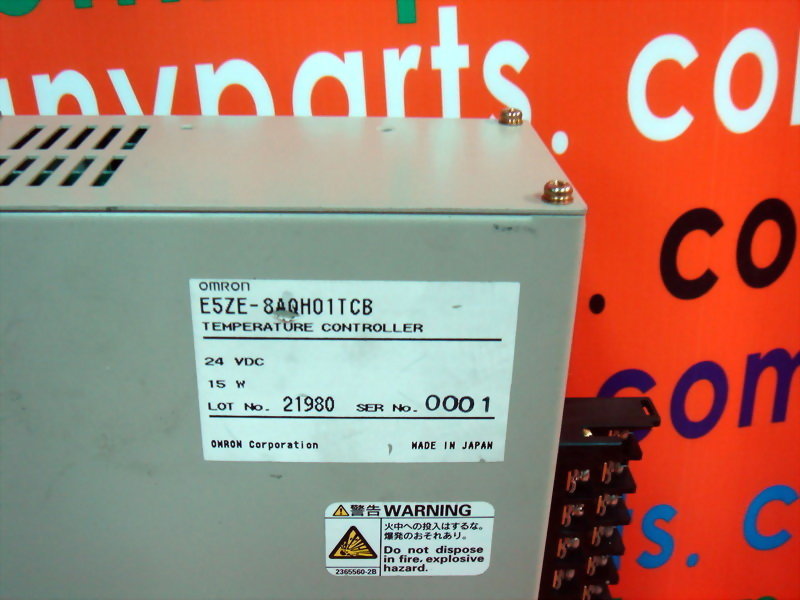 anyparts. co
. co
com
s. c
OMRON
E5ZE-8AQH01TCB
TEMPERATURE CONTROLLER
24 VDC
15 W
LOT No. 21980 SER No. 0001
OMRON Corporation MADE IN JAPAN
警告 WARNING
火中への投入はするな。
爆発のおそれあり。
Do not dispose
in fire, explosive
hazard.
2365560-2B